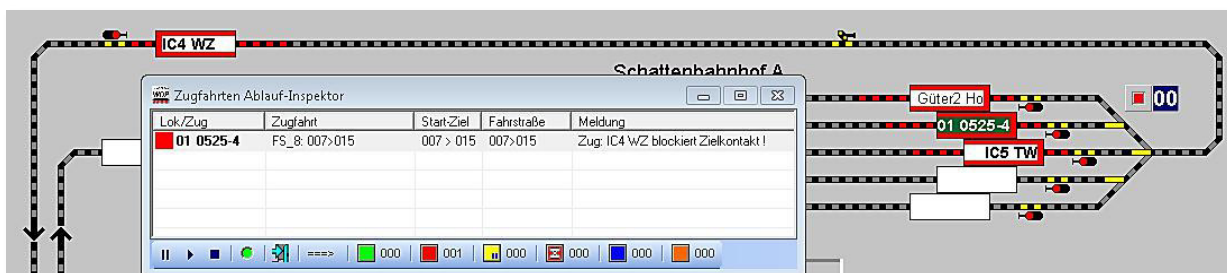 IC4 WZ
Schattenbahnhof A
WDP Zugfahrten Ablauf-Inspektor
Güter2 Ho
00
Lok/Zug Zugfahrt Start-Ziel Fahrstraße Meldung
01 0525-4
01 0525-4 FS_8: 007>015 007 > 015 007>015 Zug: IC4 WZ blockiert Zielkontakt !
IC5 TW
===> 000 001 000 000 000 000